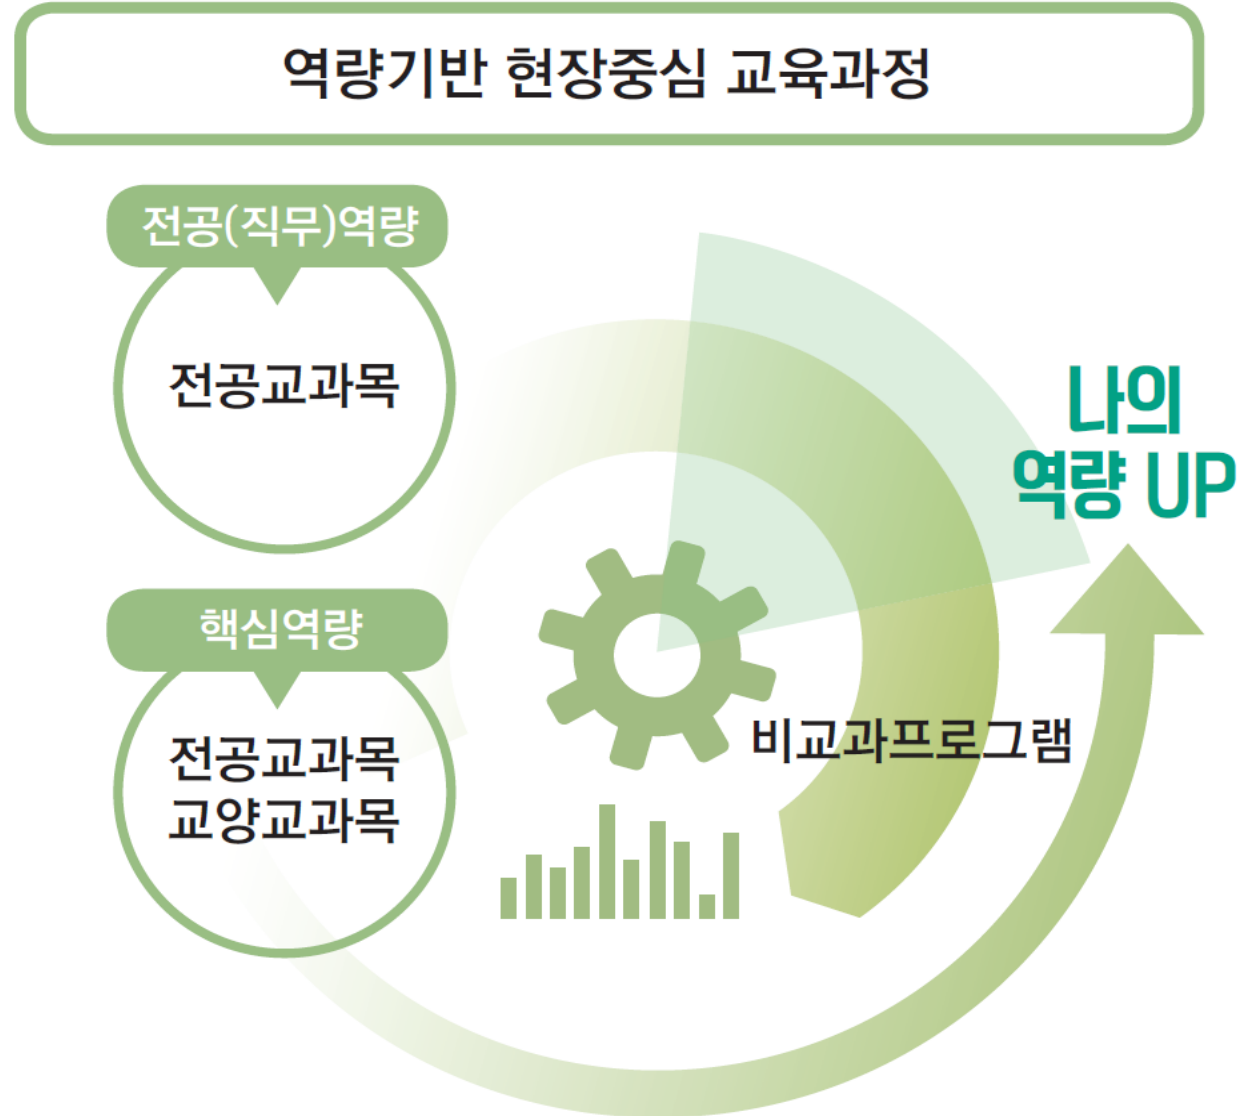 역량기반 현장중심 교육과정
전공(직무)역량
전공교과목
나의
역량 UP
핵심역량
전공교과목
교양교과목
비교과프로그램